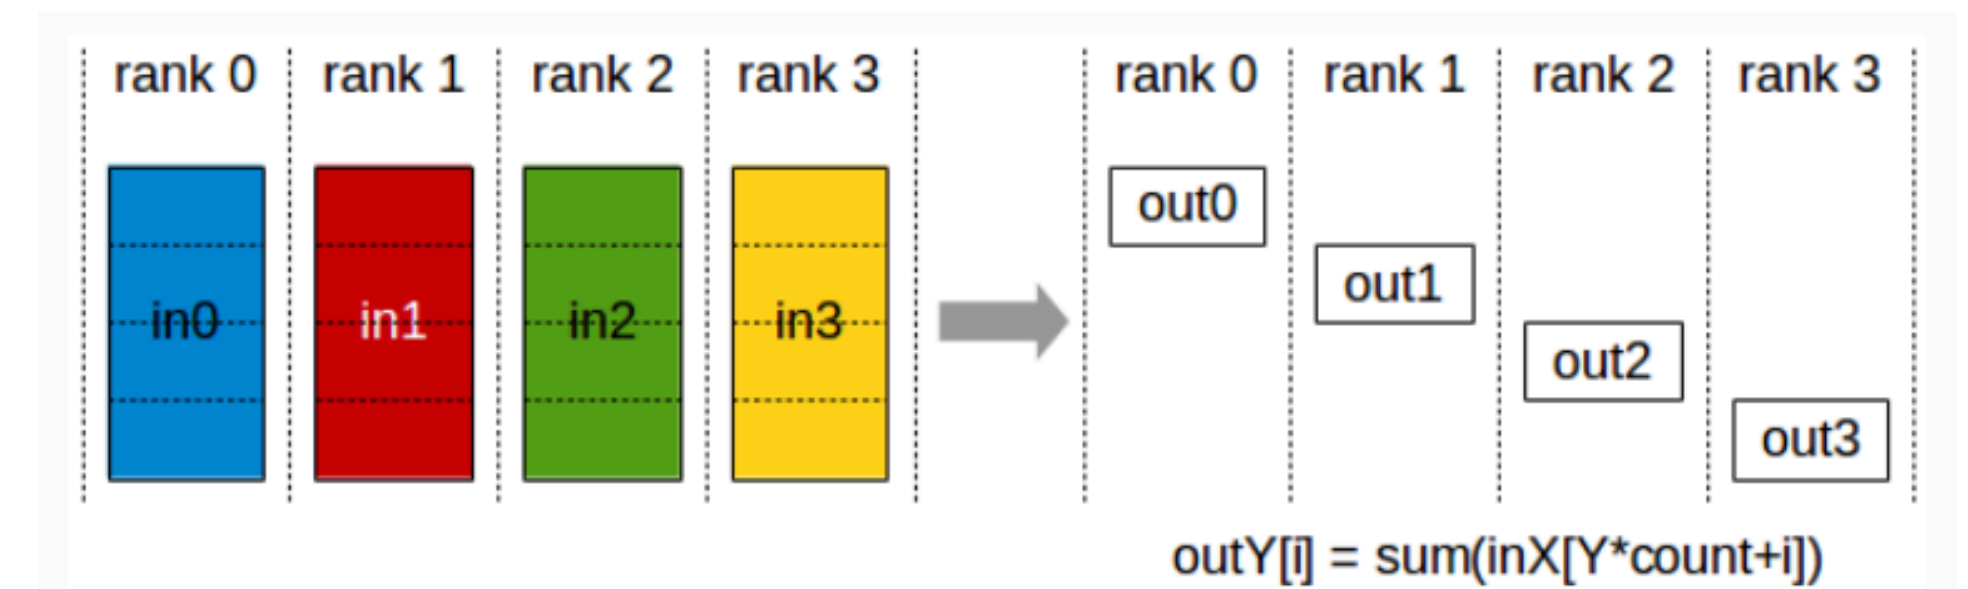 rank 0 rank 1 rank 2 rank 3 rank 0 rank 1 rank 2 rank 3
out0
out1
in0 in1 in2 in3
out2
out3
outY[i] = sum(inX[Y*count+i])